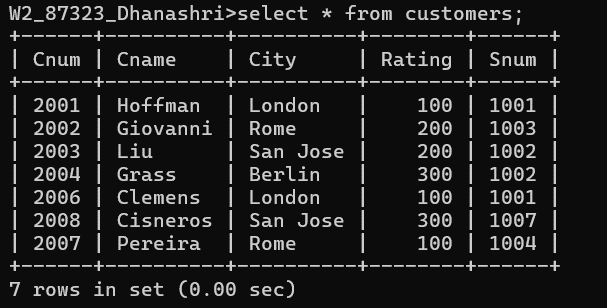 W2_87323_Dhanashri>select * from customers;
+------+----------+----------+--------+------+
| Cnum | Cname    | City     | Rating | Snum |
+------+----------+----------+--------+------+
| 2001 | Hoffman  | London   |    100 | 1001 |
| 2002 | Giovanni | Rome     |    200 | 1003 |
| 2003 | Liu      | San Jose |    200 | 1002 |
| 2004 | Grass    | Berlin   |    300 | 1002 |
| 2006 | Clemens  | London   |    100 | 1001 |
| 2008 | Cisneros | San Jose |    300 | 1007 |
| 2007 | Pereira  | Rome     |    100 | 1004 |
+------+----------+----------+--------+------+
7 rows in set (0.00 sec)